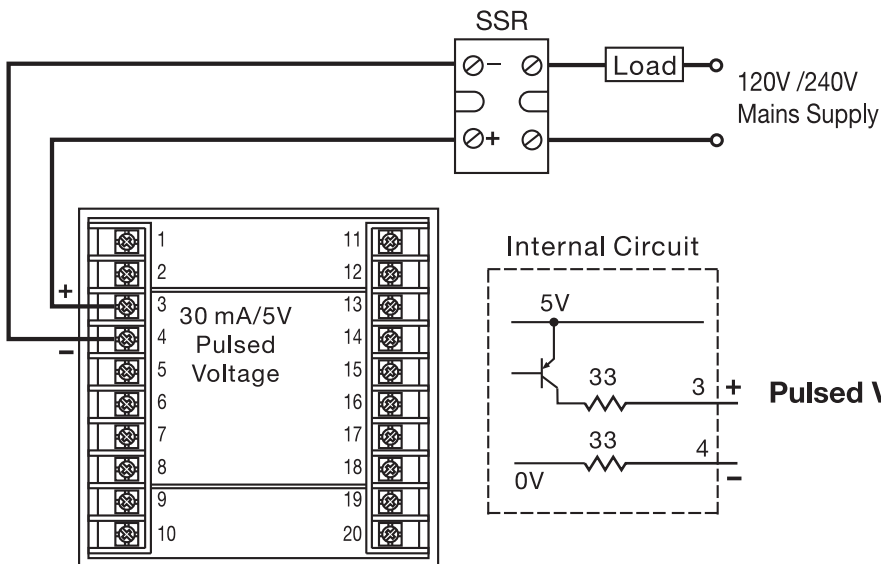 SSR
−
Load
120V /240V
Mains Supply
+
1
2
3
4
5
6
7
8
9
10
11
12
13
14
15
16
17
18
19
20
+
−
30 mA/5V
Pulsed
Voltage
Internal Circuit
5V
33
3
+
Pulsed V
33
4
−
0V